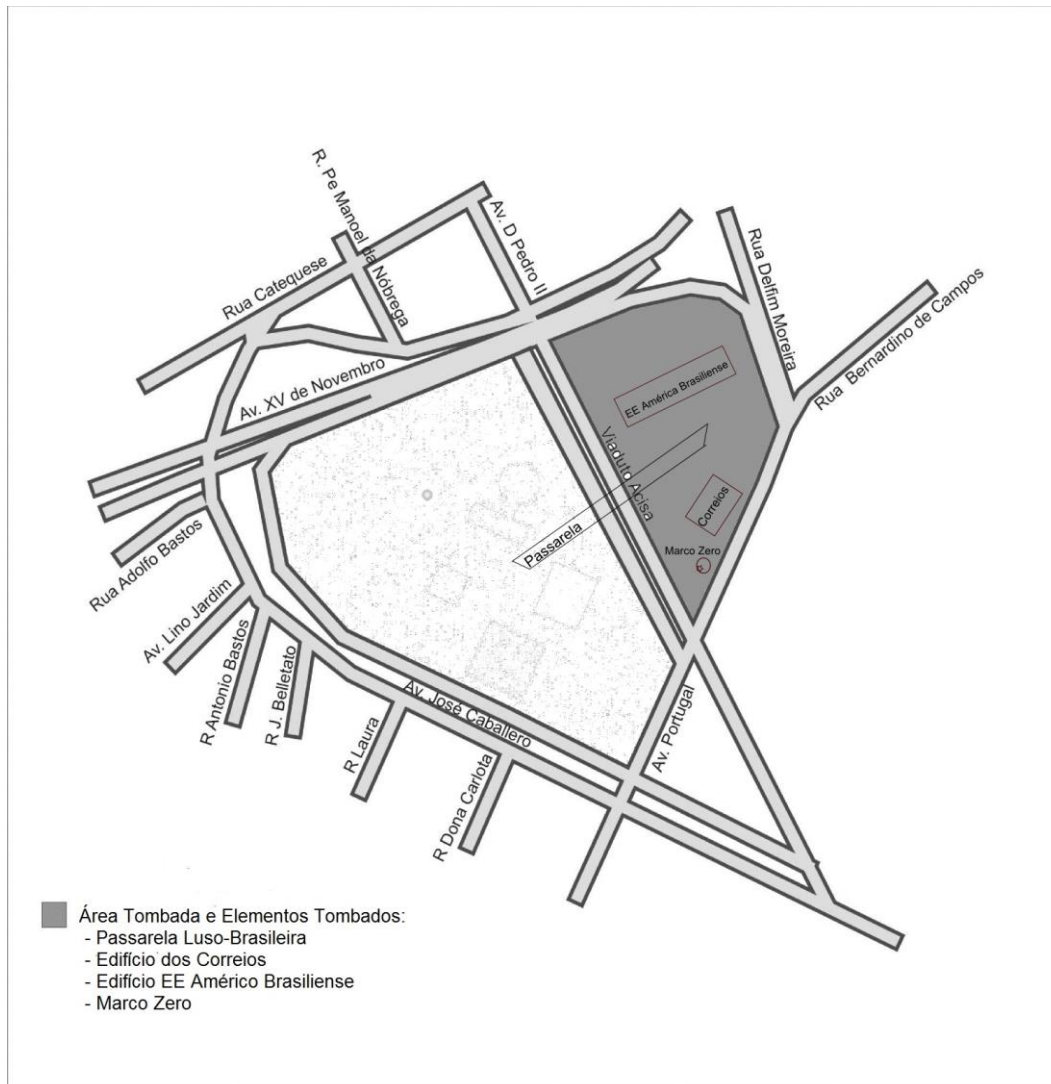 R. Pe Manoel da Nóbrega
Av. D Pedro II
Rua Catequese
Rua Delfim Moreira
Rua Bernardino de Campos
Av. XV de Novembro
EE América Brasiliense
Viaduto Acisa
Correios
Passarela
Marco Zero
Rua Adolfo Bastos
Av. Lino Jardim
R Antonio Bastos
R J. Belletato
R Laura
Av. José Caballero
R Dona Carlota
Av. Portugal
Área Tombada e Elementos Tombados:
- Passarela Luso-Brasileira
- Edifício dos Correios
- Edifício EE Américo Brasiliense
- Marco Zero